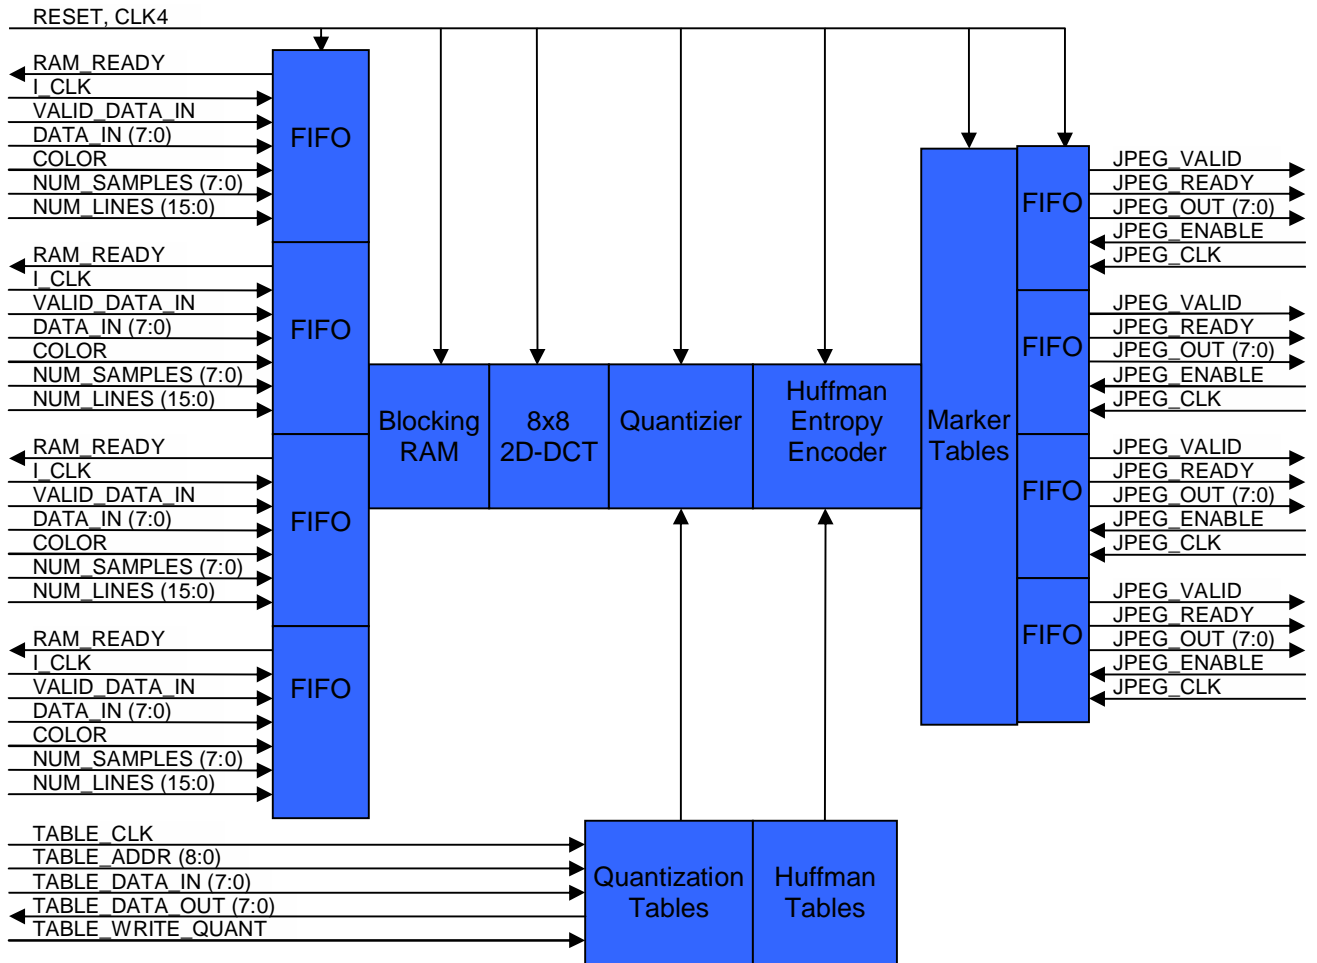 RESET, CLK4
RAM_READY
I_CLK
VALID_DATA_IN
DATA_IN (7:0)
COLOR
NUM_SAMPLES (7:0)
NUM_LINES (15:0)
FIFO
RAM_READY
I_CLK
VALID_DATA_IN
DATA_IN (7:0)
COLOR
NUM_SAMPLES (7:0)
NUM_LINES (15:0)
FIFO
RAM_READY
I_CLK
VALID_DATA_IN
DATA_IN (7:0)
COLOR
NUM_SAMPLES (7:0)
NUM_LINES (15:0)
FIFO
RAM_READY
I_CLK
VALID_DATA_IN
DATA_IN (7:0)
COLOR
NUM_SAMPLES (7:0)
NUM_LINES (15:0)
FIFO
Blocking
RAM
8x8
2D-DCT
Quantizier
Huffman
Entropy
Encoder
Marker
Tables
FIFO
JPEG_VALID
JPEG_READY
JPEG_OUT (7:0)
JPEG_ENABLE
JPEG_CLK
FIFO
JPEG_VALID
JPEG_READY
JPEG_OUT (7:0)
JPEG_ENABLE
JPEG_CLK
FIFO
JPEG_VALID
JPEG_READY
JPEG_OUT (7:0)
JPEG_ENABLE
JPEG_CLK
FIFO
JPEG_VALID
JPEG_READY
JPEG_OUT (7:0)
JPEG_ENABLE
JPEG_CLK
TABLE_CLK
TABLE_ADDR (8:0)
TABLE_DATA_IN (7:0)
TABLE_DATA_OUT (7:0)
TABLE_WRITE_QUANT
Quantization
Tables
Huffman
Tables